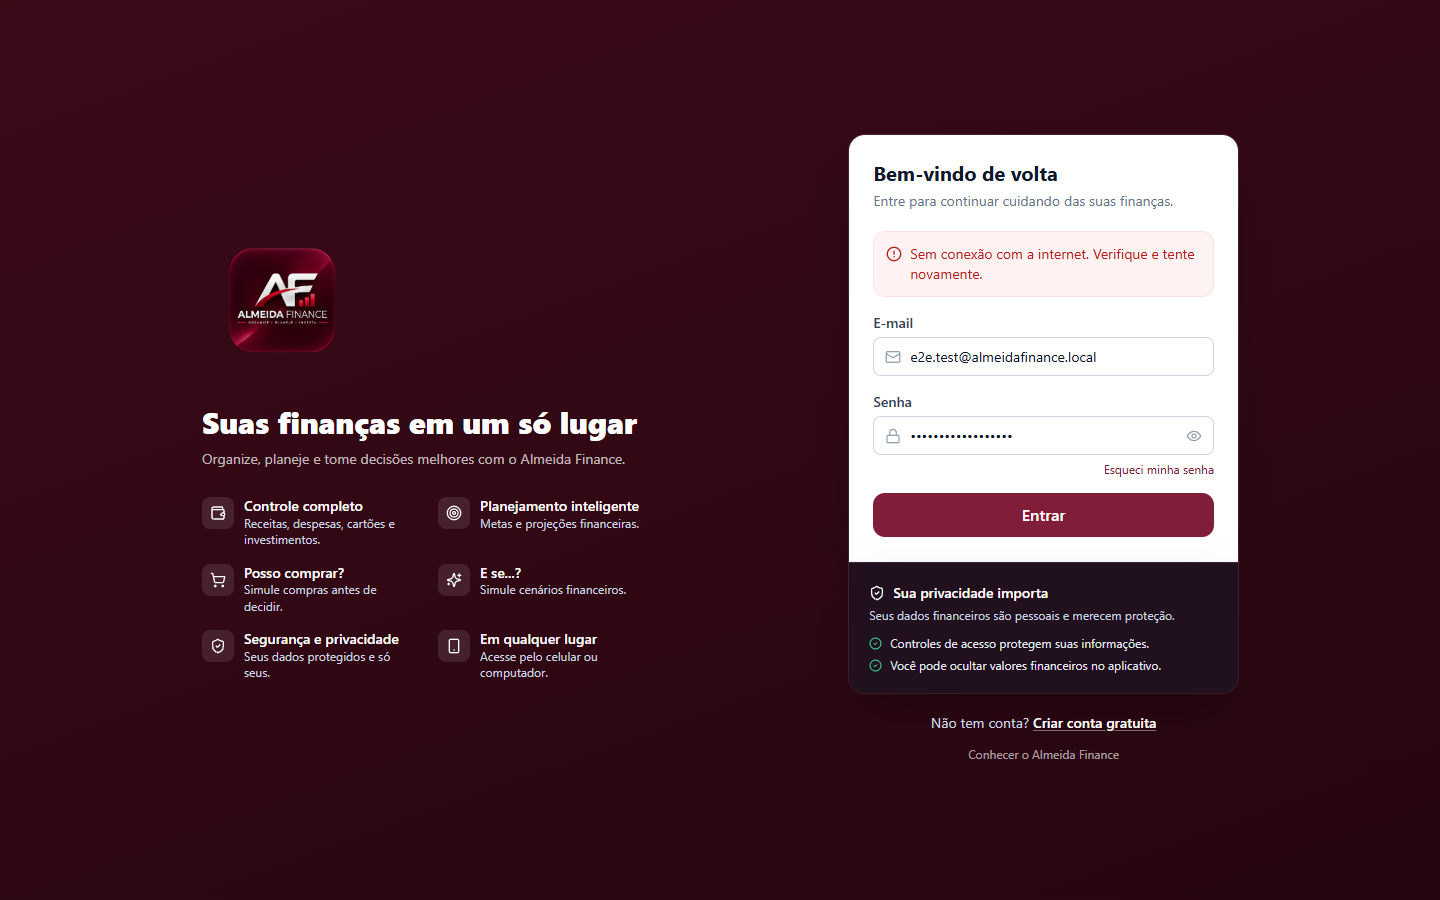 AF
ALMEIDA FINANCE
ORGANIZE • PLANEJE • INVISTA
Suas finanças em um só lugar
Organize, planeje e tome decisões melhores com o Almeida Finance.
Controle completo
Receitas, despesas, cartões e
investimentos.
Planejamento inteligente
Metas e projeções financeiras.
Posso comprar?
Simule compras antes de
decidir.
E se...?
Simule cenários financeiros.
Segurança e privacidade
Seus dados protegidos e só
seus.
Em qualquer lugar
Acesse pelo celular ou
computador.
Bem-vindo de volta
Entre para continuar cuidando das suas finanças.
Sem conexão com a internet. Verifique e tente
novamente.
E-mail
e2e.test@almeidafinance.local
Senha
••••••••••••••••••
Esqueci minha senha
Entrar
Sua privacidade importa
Seus dados financeiros são pessoais e merecem proteção.
Controles de acesso protegem suas informações.
Você pode ocultar valores financeiros no aplicativo.
Não tem conta? Criar conta gratuita
Conhecer o Almeida Finance